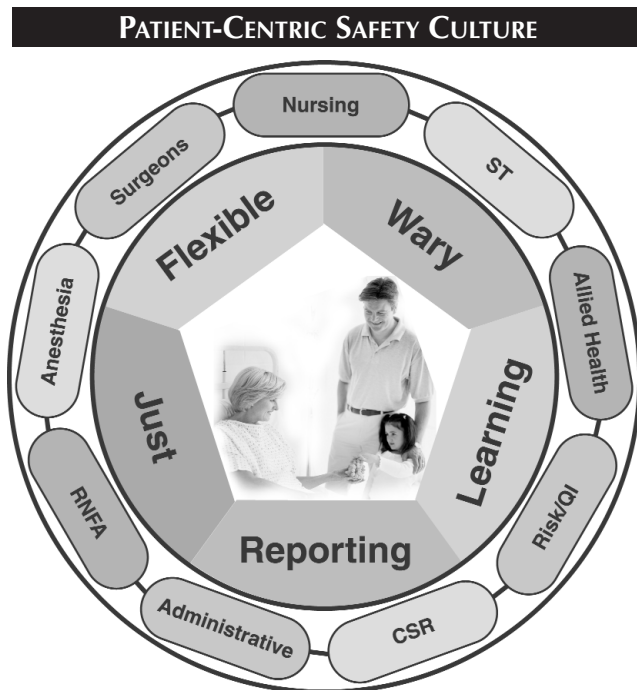 PATIENT-CENTRIC SAFETY CULTURE
Nursing
ST
Allied Health
Risk/QI
CSR
Administrative
RNFA
Anesthesia
Surgeons
Flexible
Wary
Learning
Reporting
Just